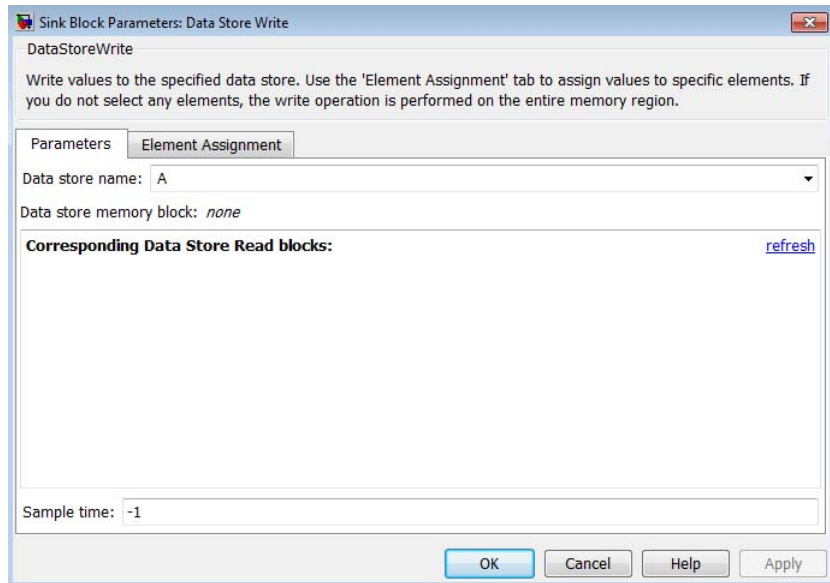 Sink Block Parameters: Data Store Write
DataStoreWrite
Write values to the specified data store. Use the 'Element Assignment' tab to assign values to specific elements. If
you do not select any elements, the write operation is performed on the entire memory region.
Parameters Element Assignment
Data store name: A
Data store memory block: none
Corresponding Data Store Read blocks: refresh
Sample time: -1
OK Cancel Help Apply